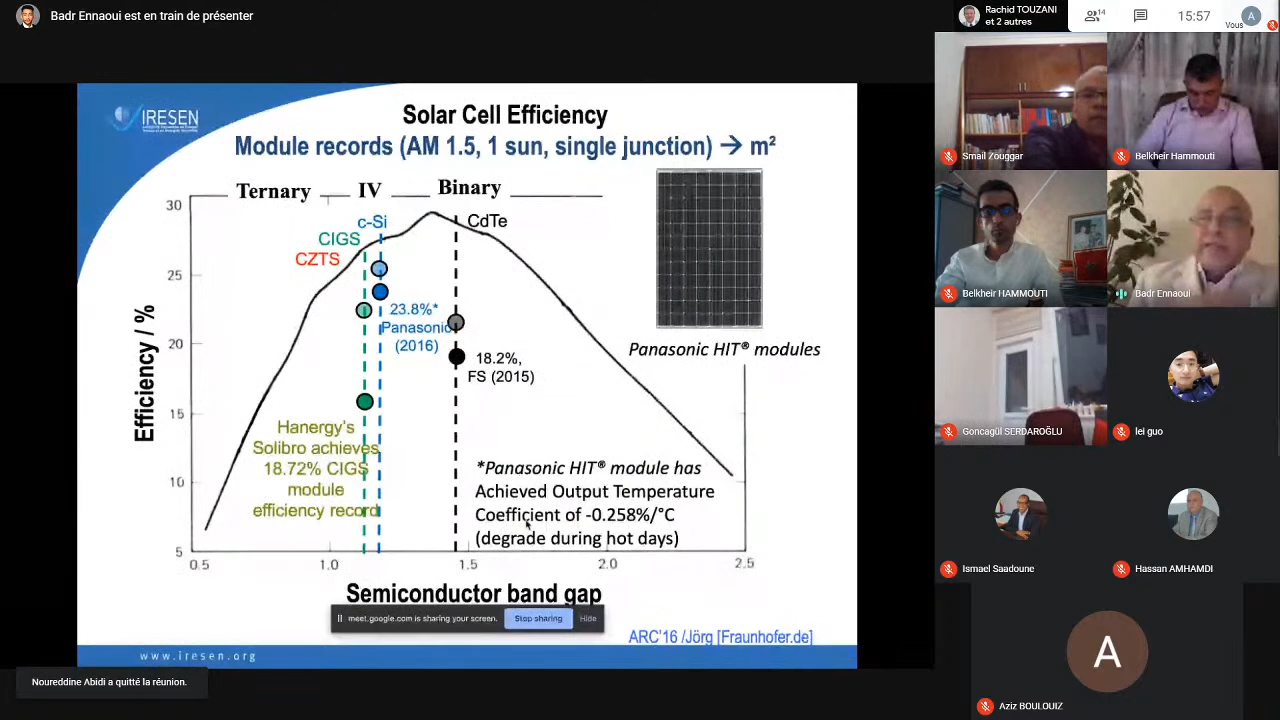 Badr Ennaoui est en train de présenter
Rachid TOUZANI
et 2 autres
14
15:57
A
Vous
IRESEN
Solar Cell Efficiency
Module records (AM 1.5, 1 sun, single junction) → m²
Ternary IV Binary
30
c-Si
CdTe
CIGS
CZTS
25
23.8%*
Panasonic
(2016)
20
18.2%,
FS (2015)
Panasonic HIT® modules
15
Efficiency / %
Hanergy's
Solibro achieves
18.72% CIGS
module
efficiency record
10
*Panasonic HIT® module has
Achieved Output Temperature
Coefficient of -0.258%/°C
(degrade during hot days)
5
0.5 1.0 1.5 2.0 2.5
Semiconductor band gap
meet.google.com is sharing your screen. Stop sharing Hide
ARC'16 /Jörg [Fraunhofer.de]
www.iresen.org
Noureddine Abidi a quitté la réunion.
Smail Zouggar
Belkheir Hammouti
Belkheir HAMMOUTI
Badr Ennaoui
Goncagül SERDAROĞLU
lei guo
Ismael Saadoune
Hassan AMHAMDI
A
Aziz BOULOUIZ